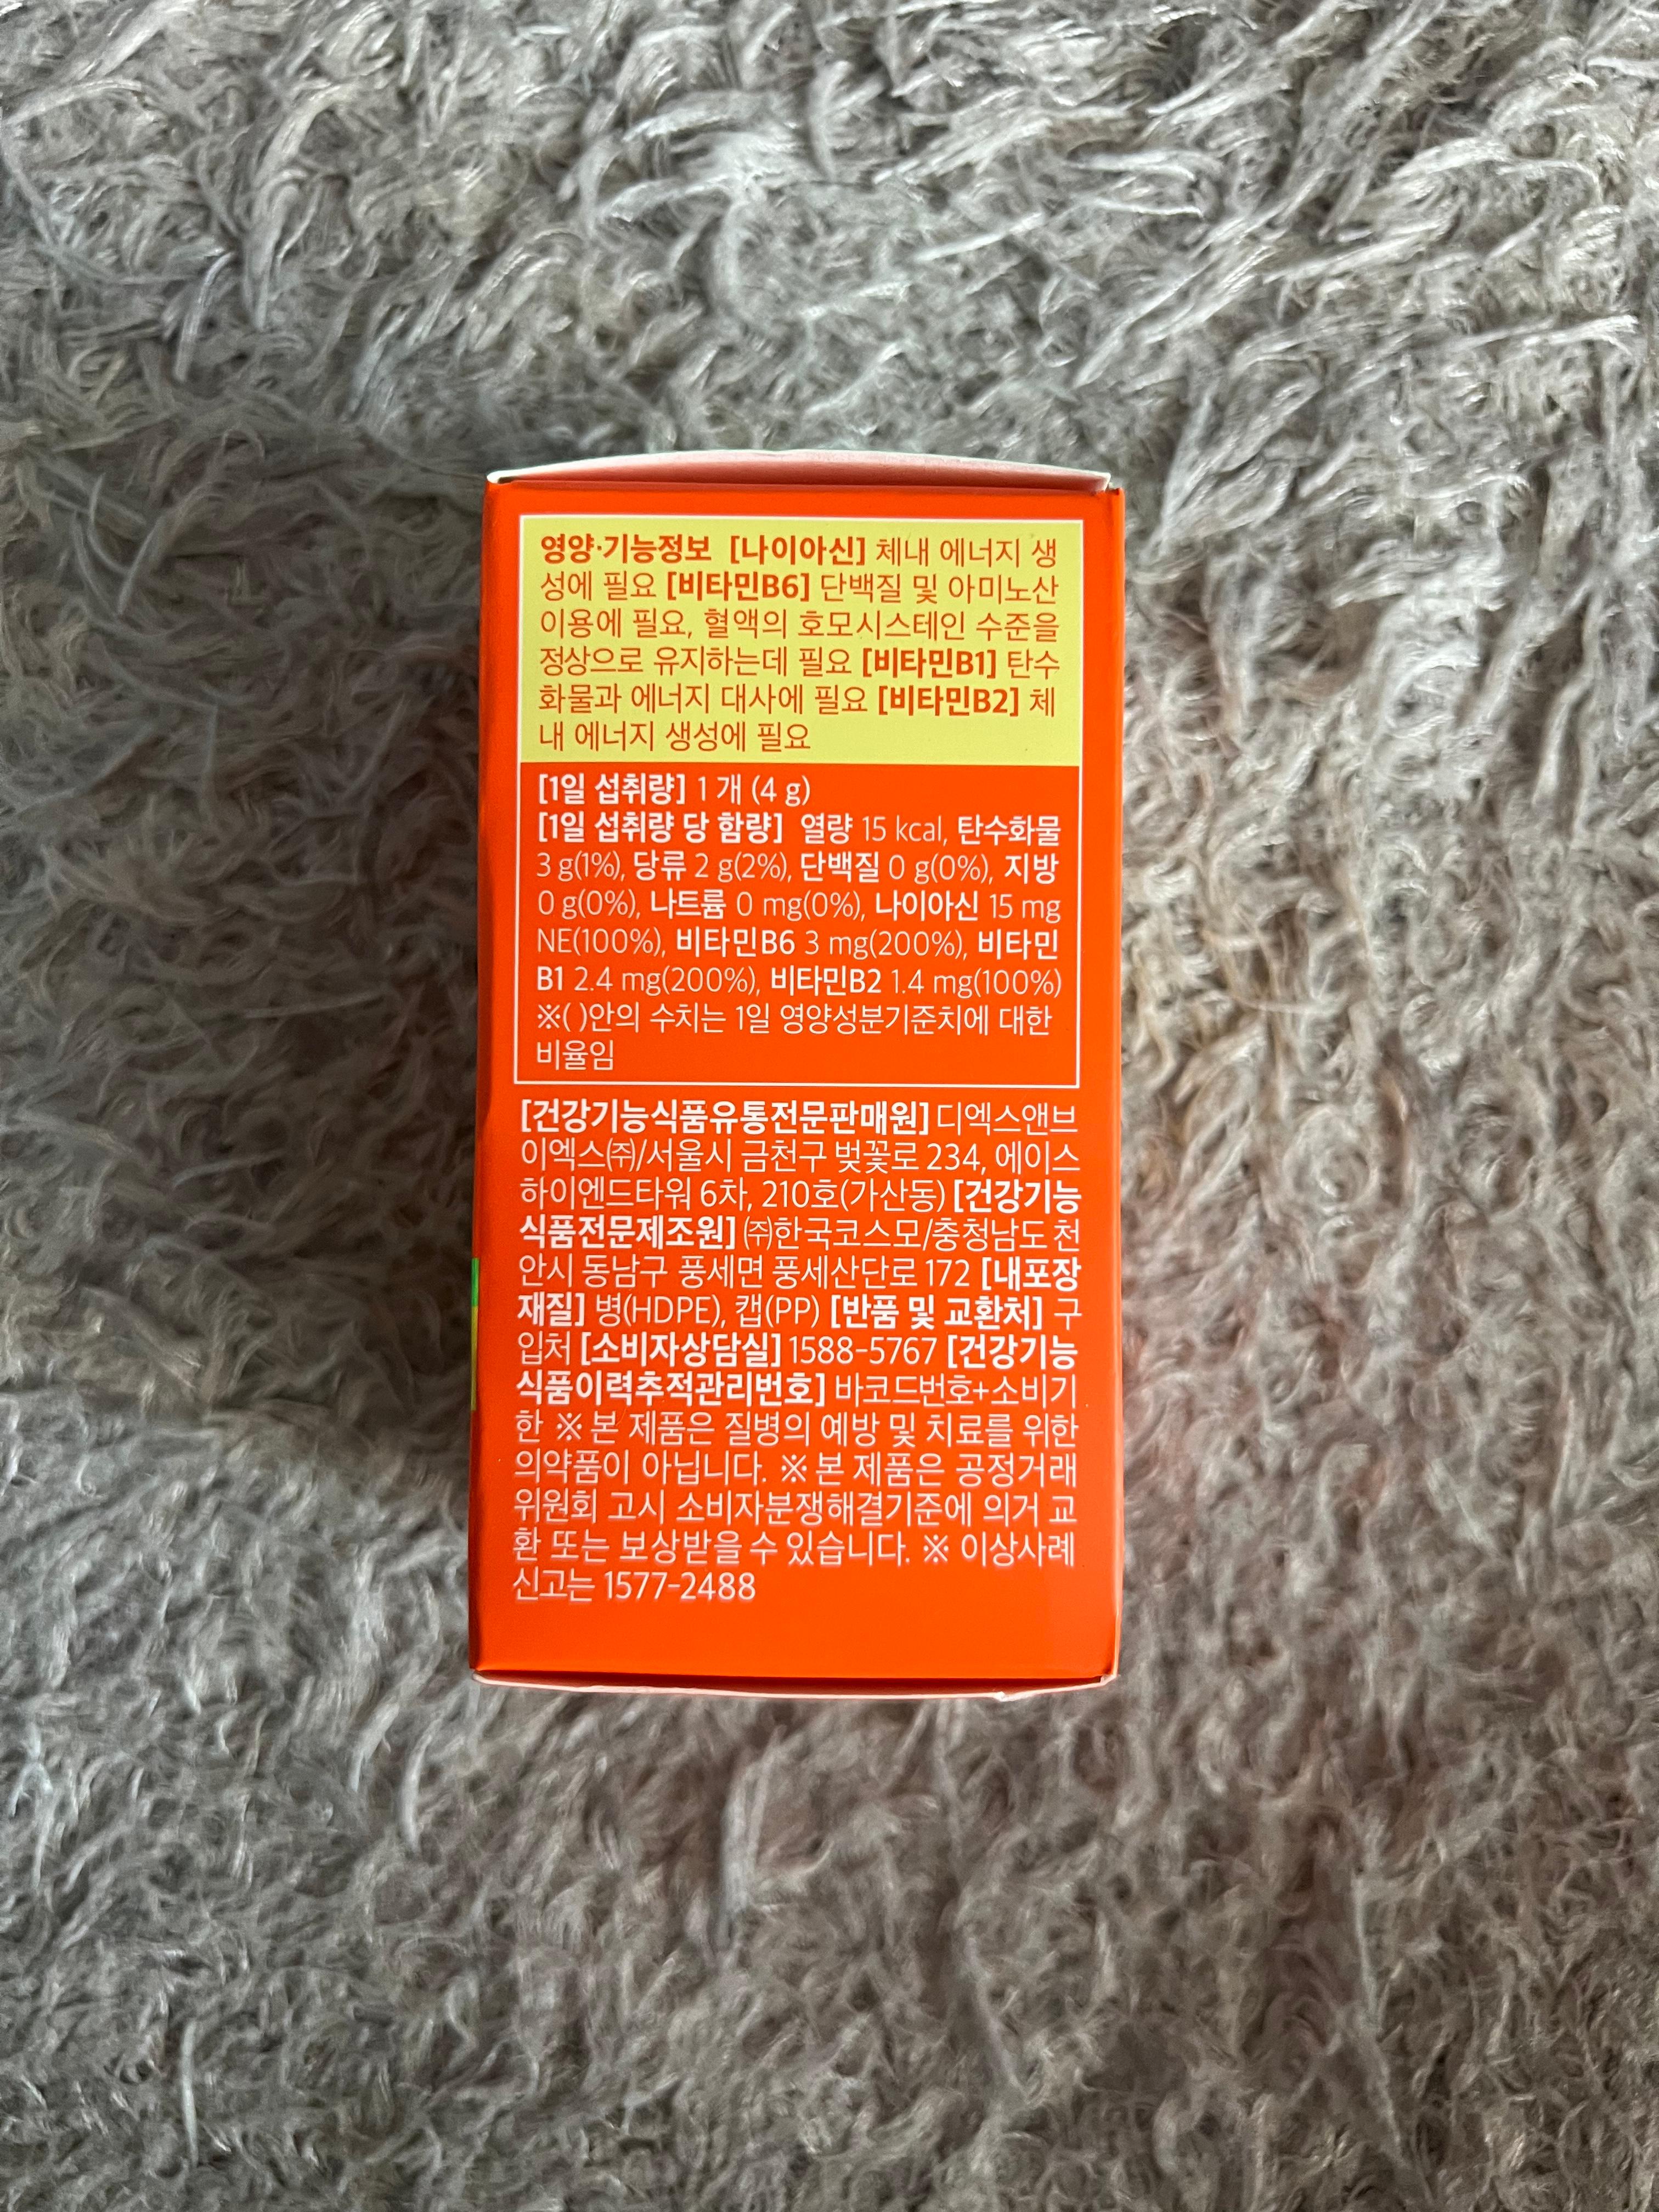 영양·기능정보 [나이아신] 체내 에너지 생
성에 필요 [비타민B6] 단백질 및 아미노산
이용에 필요, 혈액의 호모시스테인 수준을
정상으로 유지하는데 필요 [비타민B1] 탄수
화물과 에너지 대사에 필요 [비타민B2] 체
내 에너지 생성에 필요
[1일 섭취량] 1 개 (4 g)
[1일 섭취량 당 함량] 열량 15 kcal, 탄수화물
3 g(1%), 당류 2 g(2%), 단백질 0 g(0%), 지방
0 g(0%), 나트륨 0 mg(0%), 나이아신 15 mg
NE(100%), 비타민B6 3 mg(200%), 비타민
B1 2.4 mg(200%), 비타민B2 1.4 mg(100%)
※( )안의 수치는 1일 영양성분기준치에 대한
비율임
[건강기능식품유통전문판매원] 디엑스앤브
이엑스㈜/서울시 금천구 벚꽃로 234, 에이스
하이엔드타워 6차, 210호(가산동) [건강기능
식품전문제조원] ㈜한국코스모/충청남도 천
안시 동남구 풍세면 풍세산단로 172 [내포장
재질] 병(HDPE), 캡(PP) [반품 및 교환처] 구
입처 [소비자상담실] 1588-5767 [건강기능
식품이력추적관리번호] 바코드번호+소비기
한 ※ 본 제품은 질병의 예방 및 치료를 위한
의약품이 아닙니다. ※ 본 제품은 공정거래
위원회 고시 소비자분쟁해결기준에 의거 교
환 또는 보상받을 수 있습니다. ※ 이상사례
신고는 1577-2488